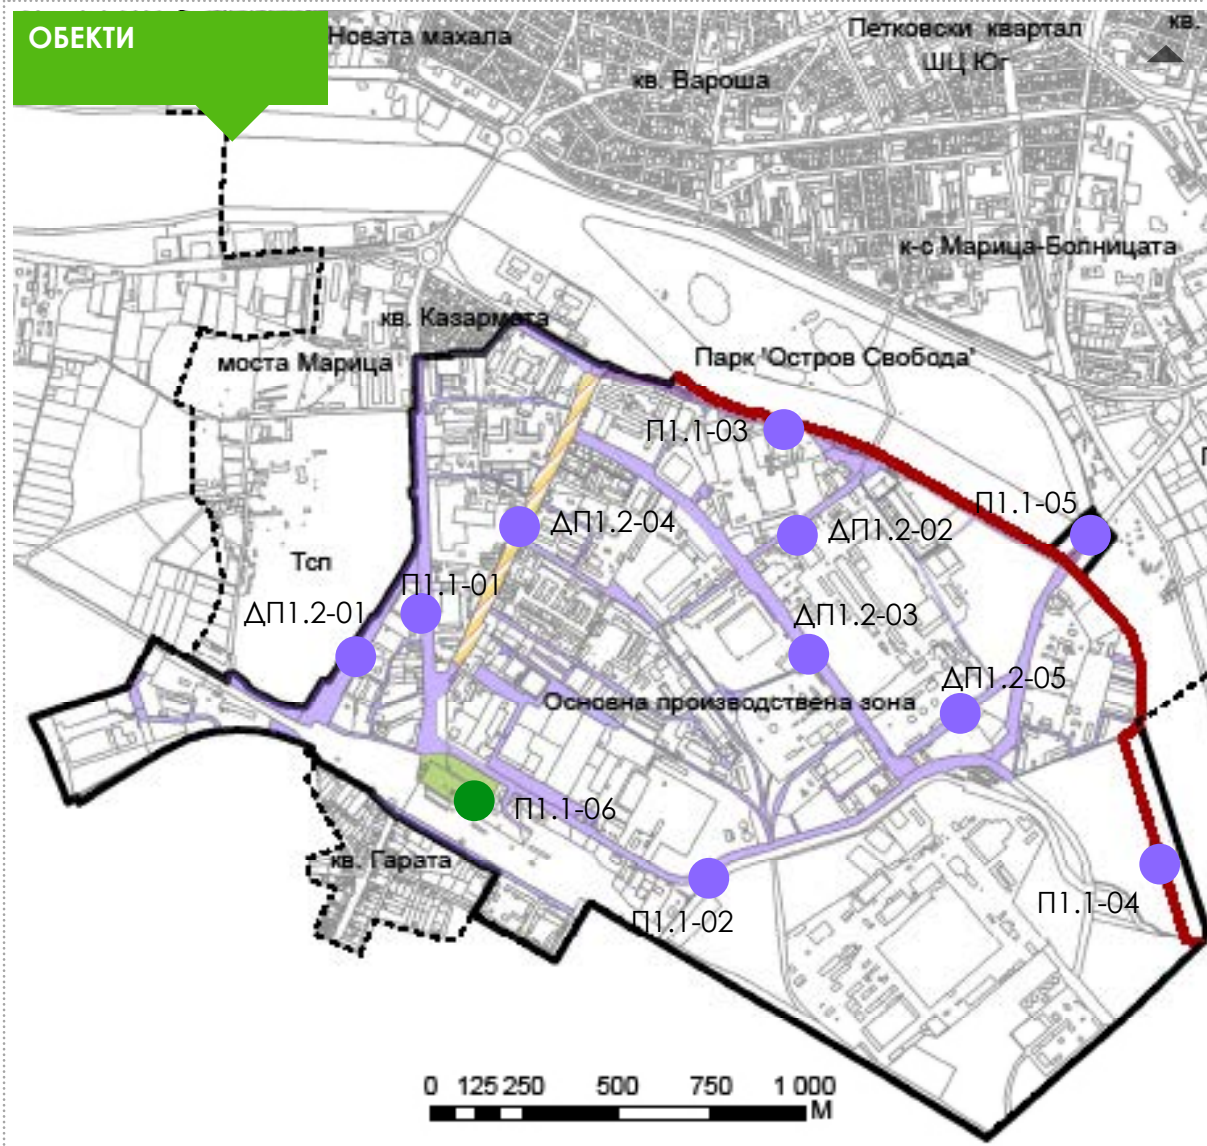 ОБЕКТИ
Новата махала
Петковски квартал
кв.
ШЦ Юг
кв. Вароша
к-с Марица-Болницата
кв. Казармата
моста Марица
Парк 'Остров Свобода'
П1.1-03
П1.1-05
ДП1.2-04
ДП1.2-02
Тсп
П1.1-01
ДП1.2-01
ДП1.2-03
ДП1.2-05
Основна производствена зона
П1.1-06
кв. Гарата
П1.1-04
П1.1-02
0 125 250 500 750 1 000
М